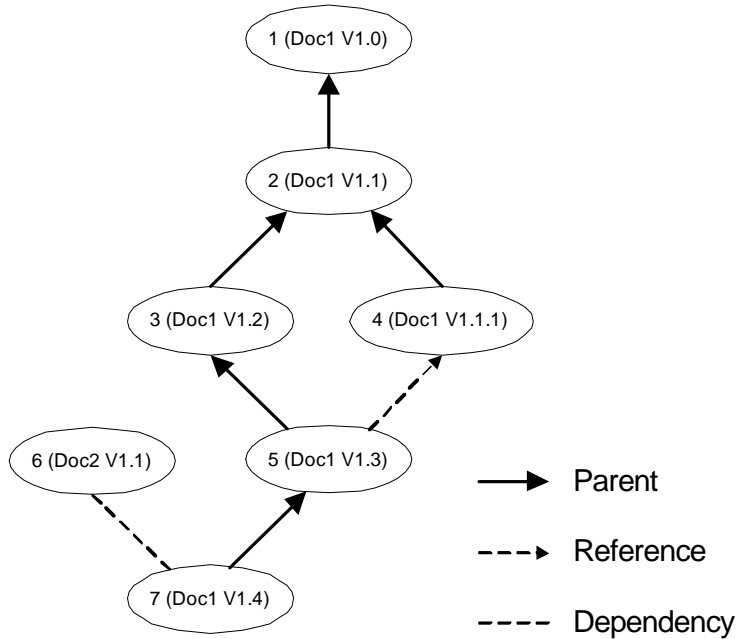 1 (Doc1 V1.0)
2 (Doc1 V1.1)
3 (Doc1 V1.2)
4 (Doc1 V1.1.1)
6 (Doc2 V1.1)
5 (Doc1 V1.3)
7 (Doc1 V1.4)
Parent
Reference
Dependency